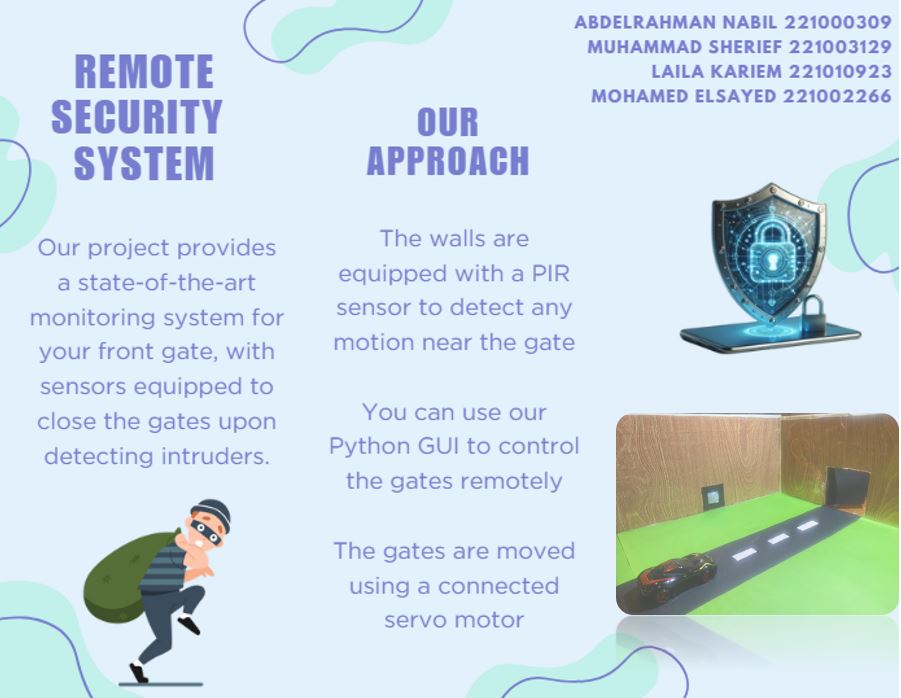 ABDELRAHMAN NABIL 221000309
MUHAMMAD SHERIEF 221003129
LAILA KARIEM 221010923
MOHAMED ELSAYED 221002266
REMOTE
SECURITY
SYSTEM
Our project provides
a state-of-the-art
monitoring system for
your front gate, with
sensors equipped to
close the gates upon
detecting intruders.
OUR
APPROACH
The walls are
equipped with a PIR
sensor to detect any
motion near the gate
You can use our
Python GUI to control
the gates remotely
The gates are moved
using a connected
servo motor